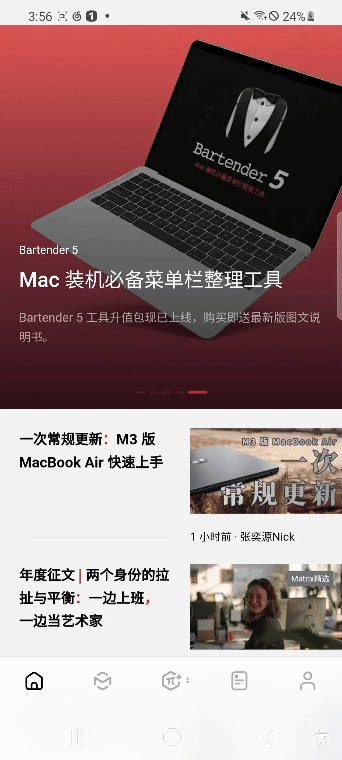 3:56
24%
Bartender 5
Mac 装机必备菜单栏整理工具
Bartender 5
Mac 装机必备菜单栏整理工具
Bartender 5 工具升值包现已上线，购买即送最新版图文说
明书。
一次常规更新：M3 版
MacBook Air 快速上手
M3 版 MacBook Air
一次
常规更新
1 小时前 · 张奕源Nick
年度征文 | 两个身份的拉
扯与平衡：一边上班，
一边当艺术家
Matrix精选
π+